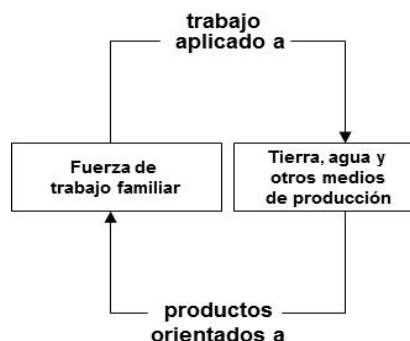 trabajo
aplicado a
Fuerza de
trabajo familiar
Tierra, agua y
otros medios
de producción
productos
orientados a